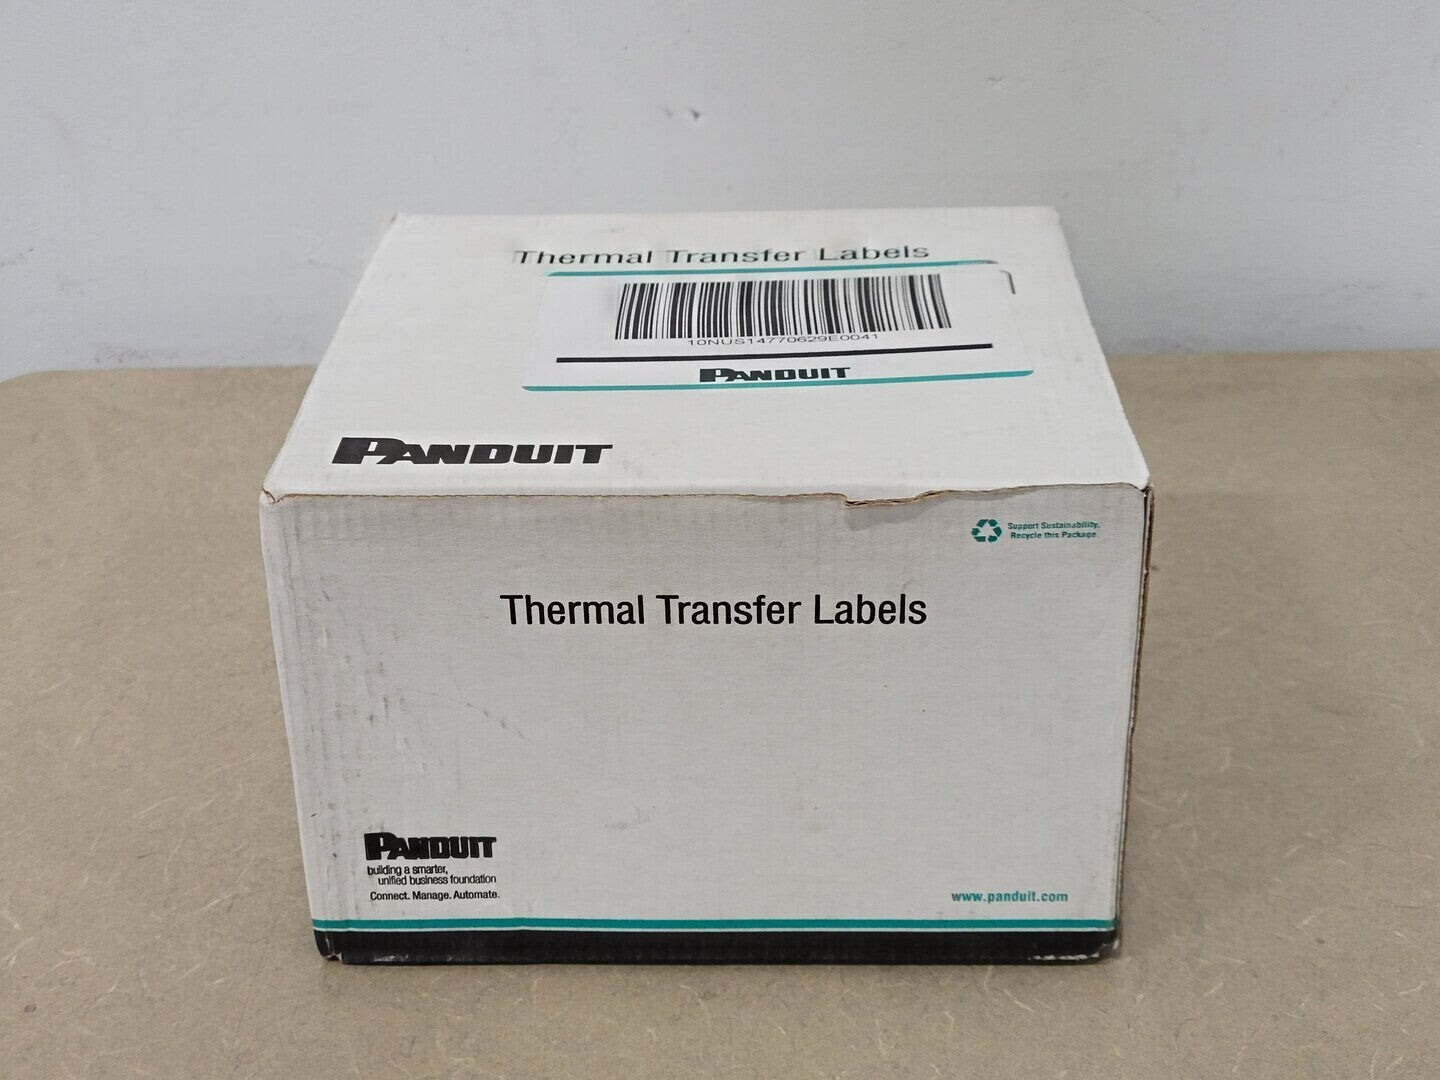 Thermal Transfer Labels
10NUS14770629E0041
PANDUIT
PANDUIT
Support Sustainability.
Recycle this Package.
Thermal Transfer Labels
PANDUIT
building a smarter,
unified business foundation
Connect. Manage. Automate.
www.panduit.com